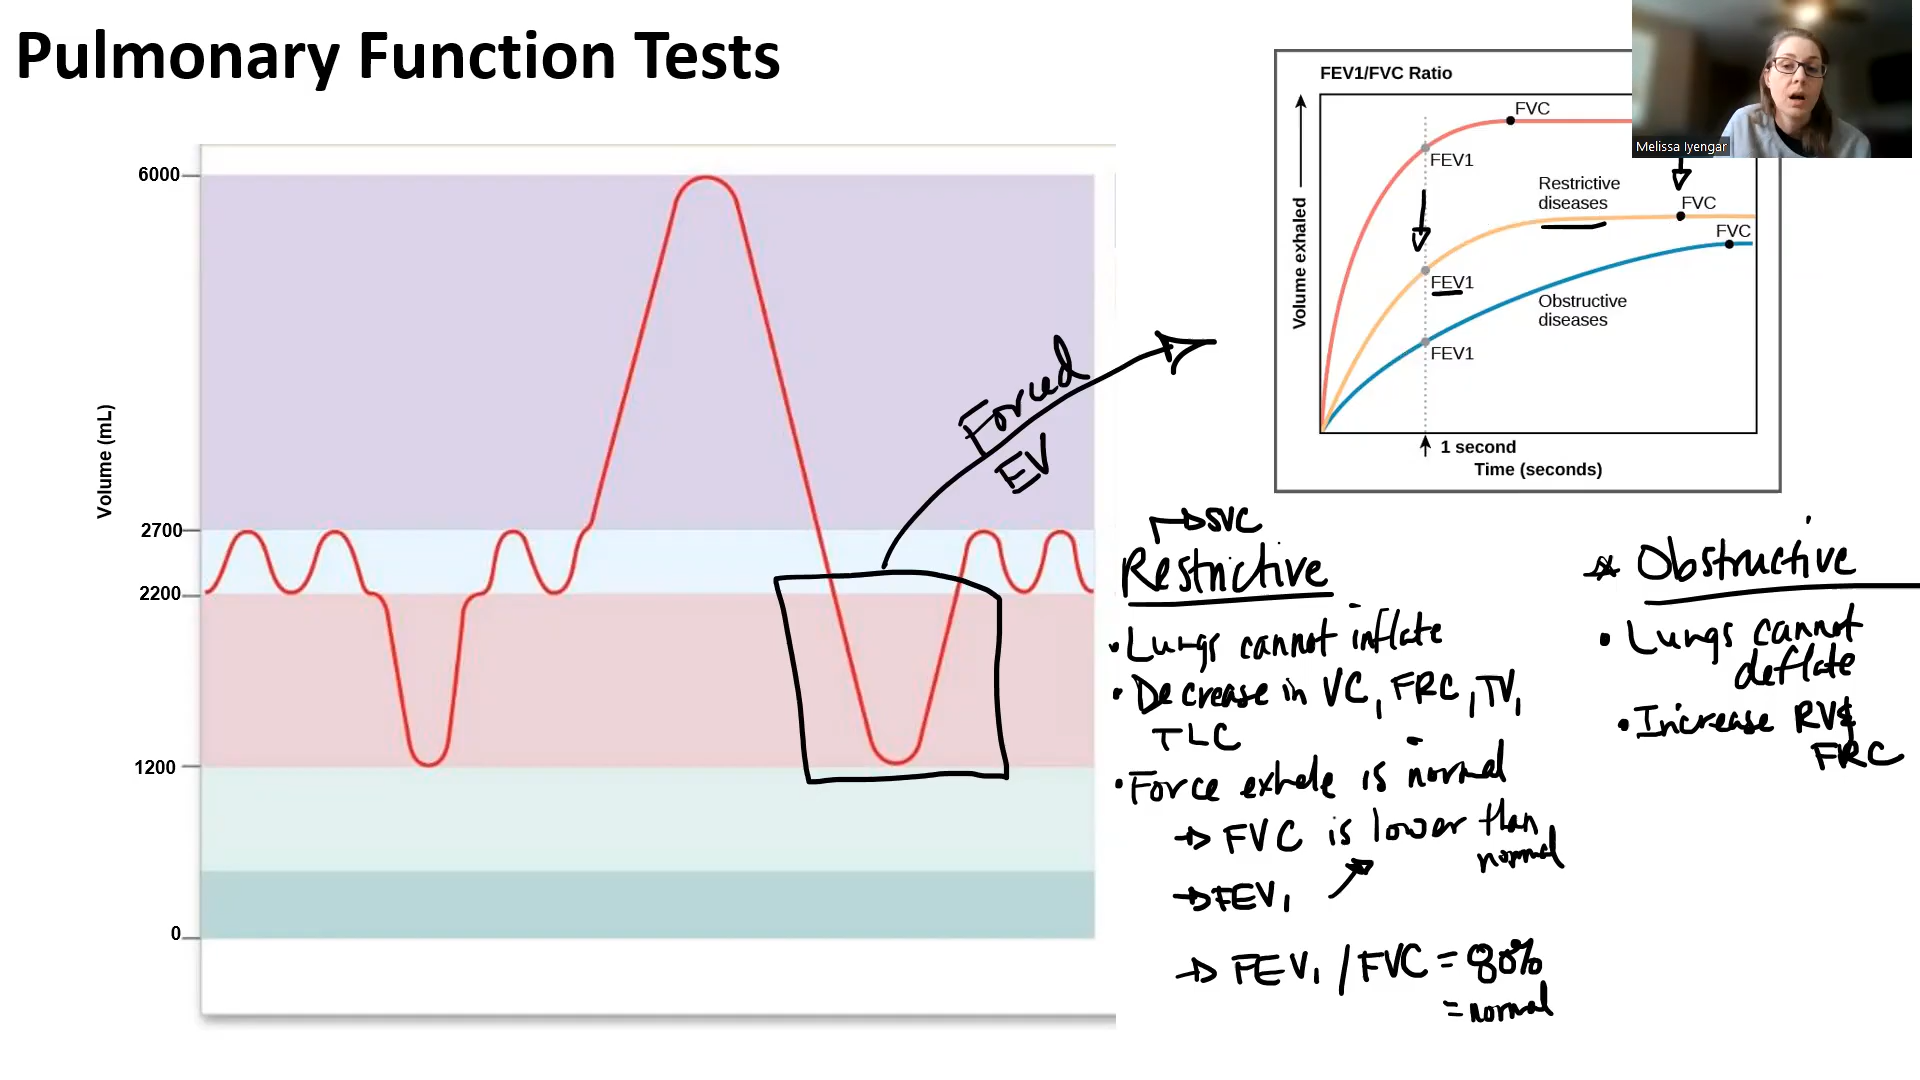 Pulmonary Function Tests
Volume (mL)
6000
2700
2200
1200
0
Forced
EV
FEV1/FVC Ratio
Volume exhaled
FVC
FEV1
Restrictive
diseases
FVC
FVC
FEV1
Obstructive
diseases
FEV1
1 second
Time (seconds)
Melissa Iyengar
→ SVC
Restrictive
• Lungs cannot inflate
• Decrease in VC, FRC, TV,
TLC
• Force exhale is normal
→ FVC is lower than
normal
→ FEV1
→ FEV1 / FVC = 80%
= normal
* Obstructive
• Lungs cannot
deflate
• Increase RV &
FRC